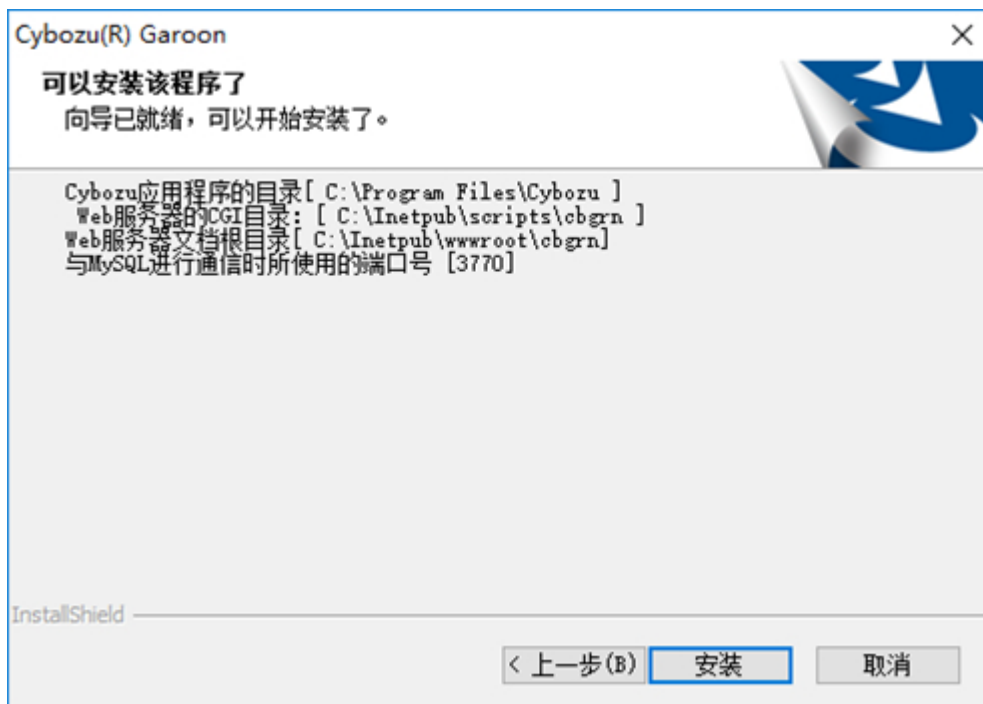 Cybozu(R) Garoon
可以安装该程序了
向导已就绪，可以开始安装了。
Cybozu应用程序的目录[ C:\Program Files\Cybozu ]
Web服务器的CGI目录：[ C:\Inetpub\scripts\cbgrn ]
Web服务器文档根目录[ C:\Inetpub\wwwroot\cbgrn]
与MySQL进行通信时所使用的端口号 [3770]
InstallShield
< 上一步(B)
安装
取消